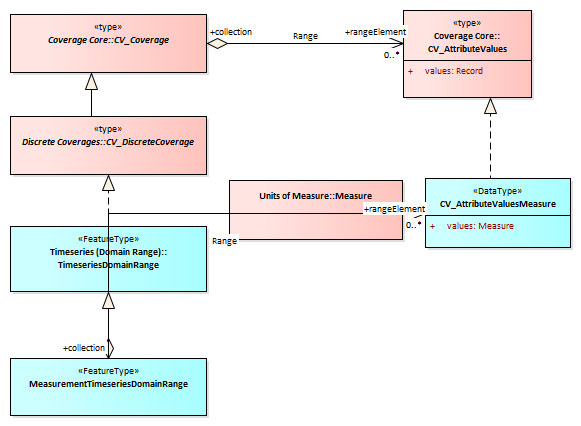 «type»
Coverage Core::CV_Coverage
+collection
Range
+rangeElement
0..*
«type»
Coverage Core::
CV_AttributeValues
+ values: Record
«type»
Discrete Coverages::CV_DiscreteCoverage
Units of Measure::Measure
+rangeElement
0..*
Range
«DataType»
CV_AttributeValuesMeasure
+ values: Measure
«FeatureType»
Timeseries (Domain Range)::
TimeseriesDomainRange
+collection
«FeatureType»
MeasurementTimeseriesDomainRange